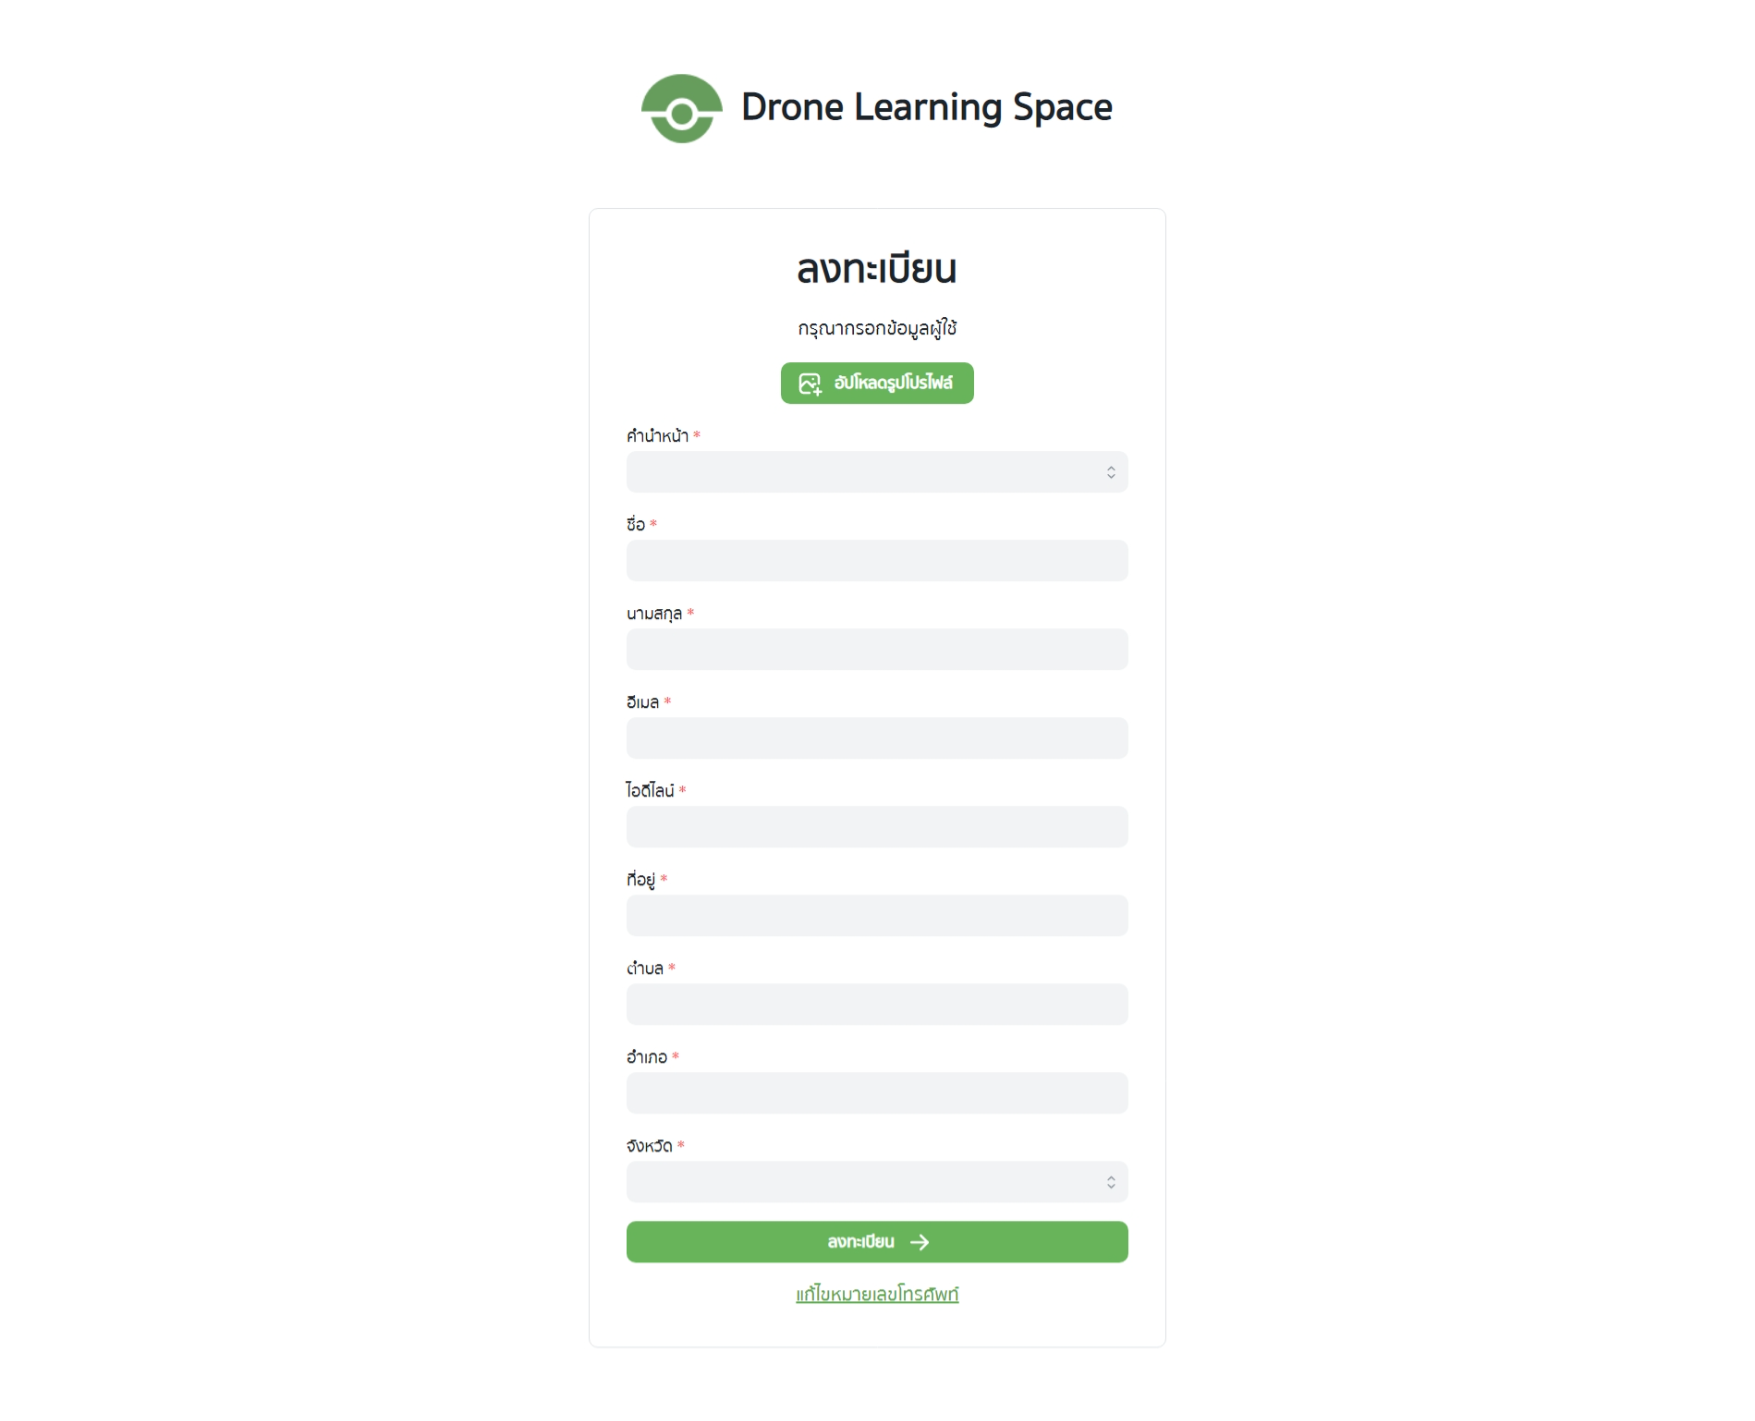 Drone Learning Space
ลงทะเบียน
กรุณากรอกข้อมูลผู้ใช้
อัปโหลดรูปโปรไฟล์
คำนำหน้า *
ชื่อ *
นามสกุล *
อีเมล *
ไอดีไลน์ *
ที่อยู่ *
ตำบล *
อำเภอ *
จังหวัด *
ลงทะเบียน →
แก้ไขหมายเลขโทรศัพท์